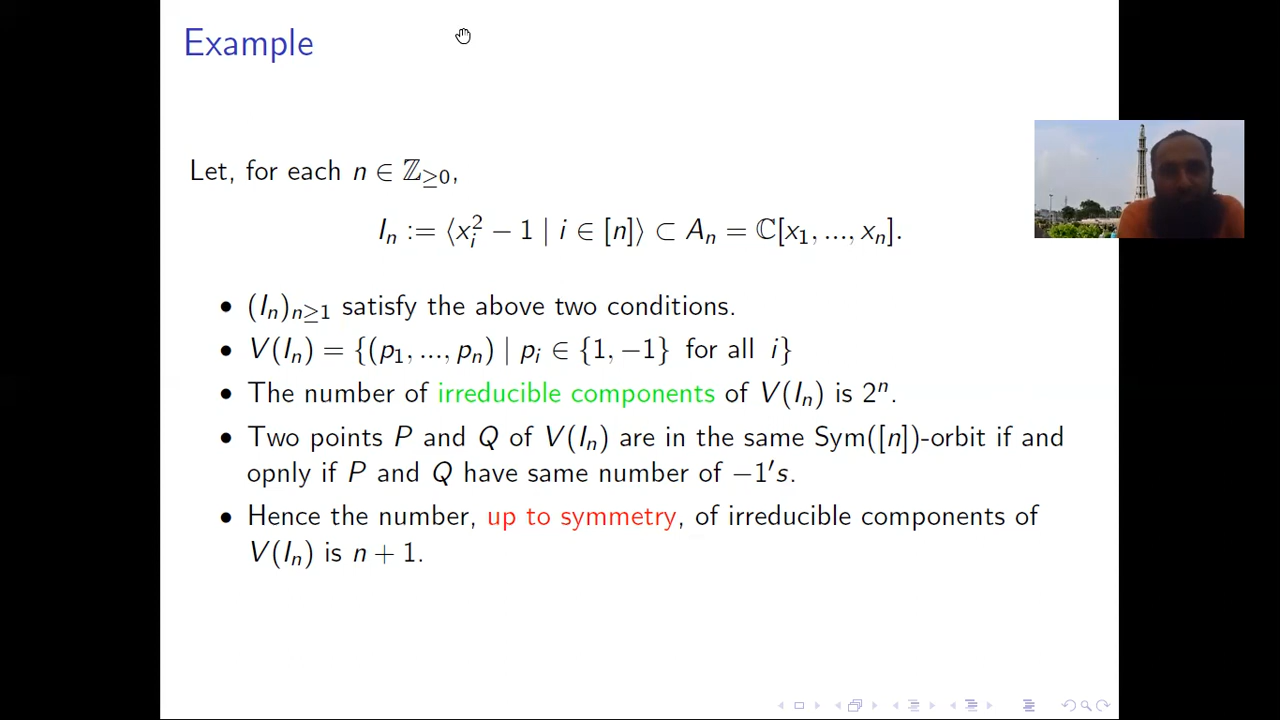 Example
Let, for each n ∈ ℤ≥0,
Iₙ := ⟨xᵢ² − 1 | i ∈ [n]⟩ ⊂ Aₙ = ℂ[x₁, ..., xₙ].
• (Iₙ)ₙ≥₁ satisfy the above two conditions.
• V(Iₙ) = {(p₁, ..., pₙ) | pᵢ ∈ {1, −1} for all i}
• The number of irreducible components of V(Iₙ) is 2ⁿ.
• Two points P and Q of V(Iₙ) are in the same Sym([n])-orbit if and
opnly if P and Q have same number of −1′s.
• Hence the number, up to symmetry, of irreducible components of
V(Iₙ) is n + 1.